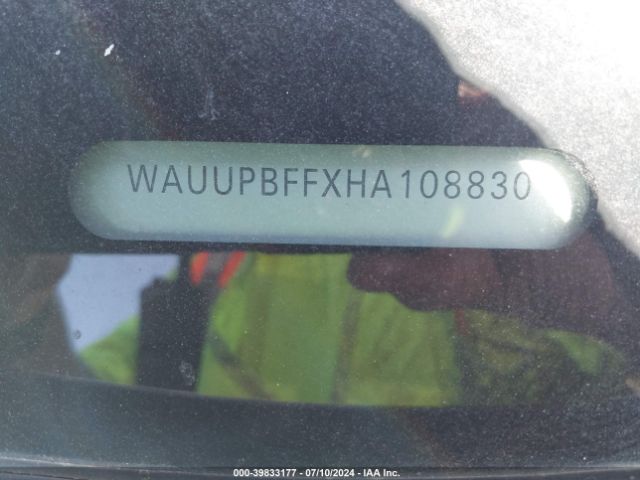 WAUUPBFFXHA108830
000-39833177 - 07/10/2024 - IAA Inc.